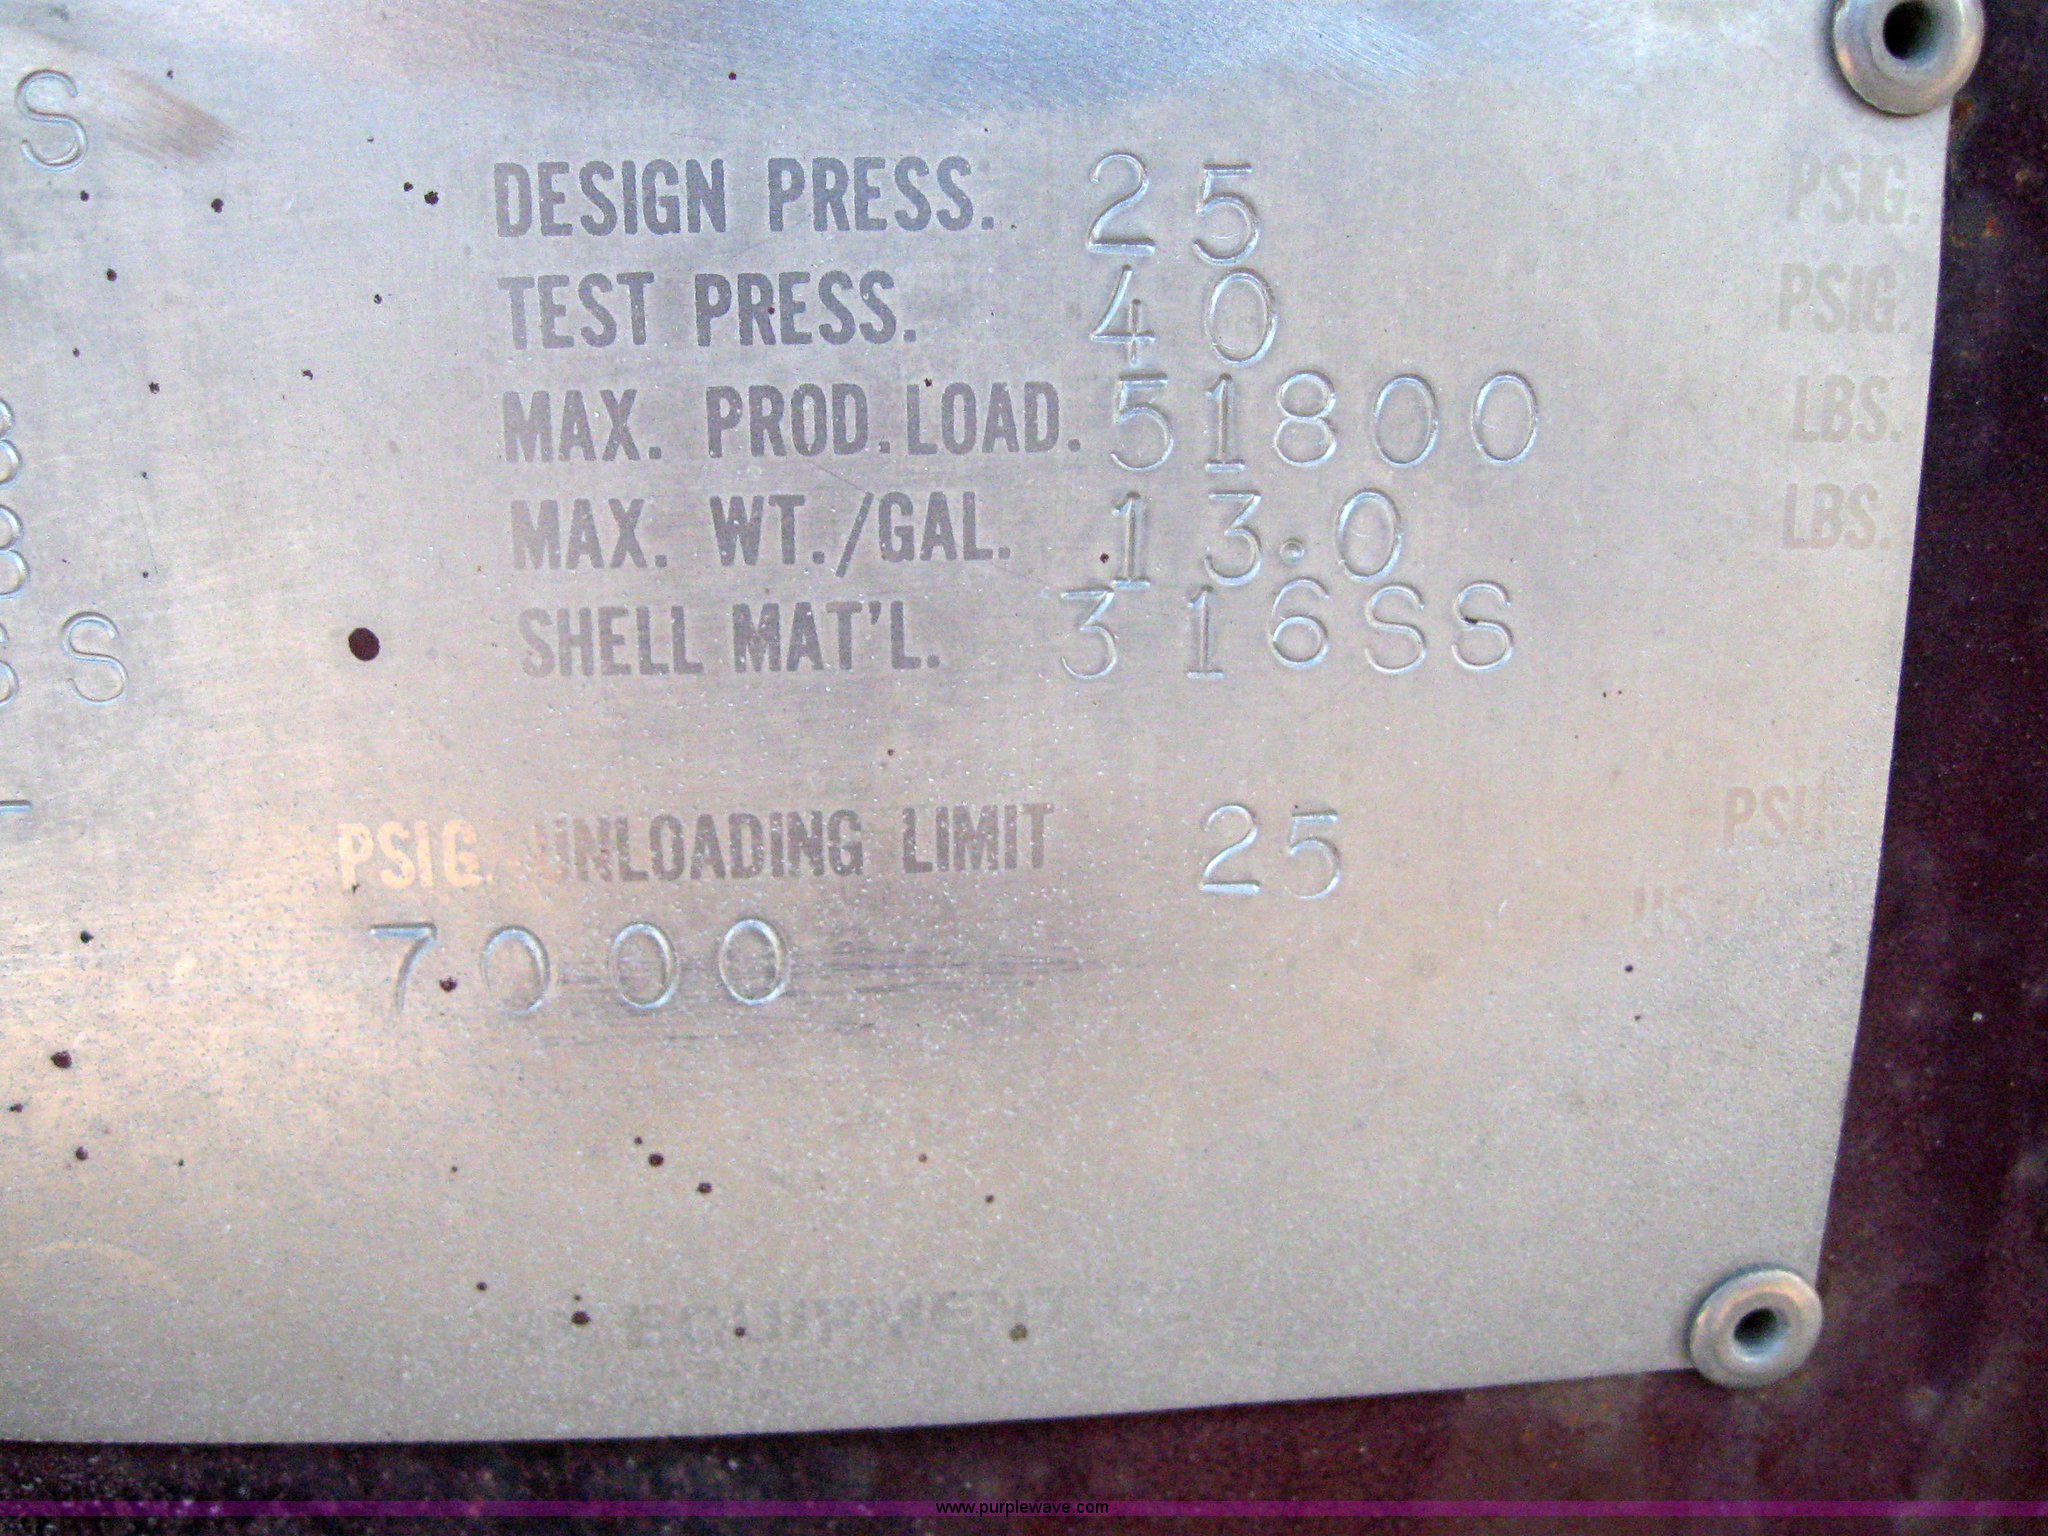 S
DESIGN PRESS. 25 PSIG.
TEST PRESS. 40 PSIG.
MAX. PROD. LOAD. 51800 LBS.
MAX. WT./GAL. 13.0 LBS.
SHELL MAT'L. 316SS
S
PSIG. UNLOADING LIMIT 25
7000
EQUIPMENT
www.purplewave.com